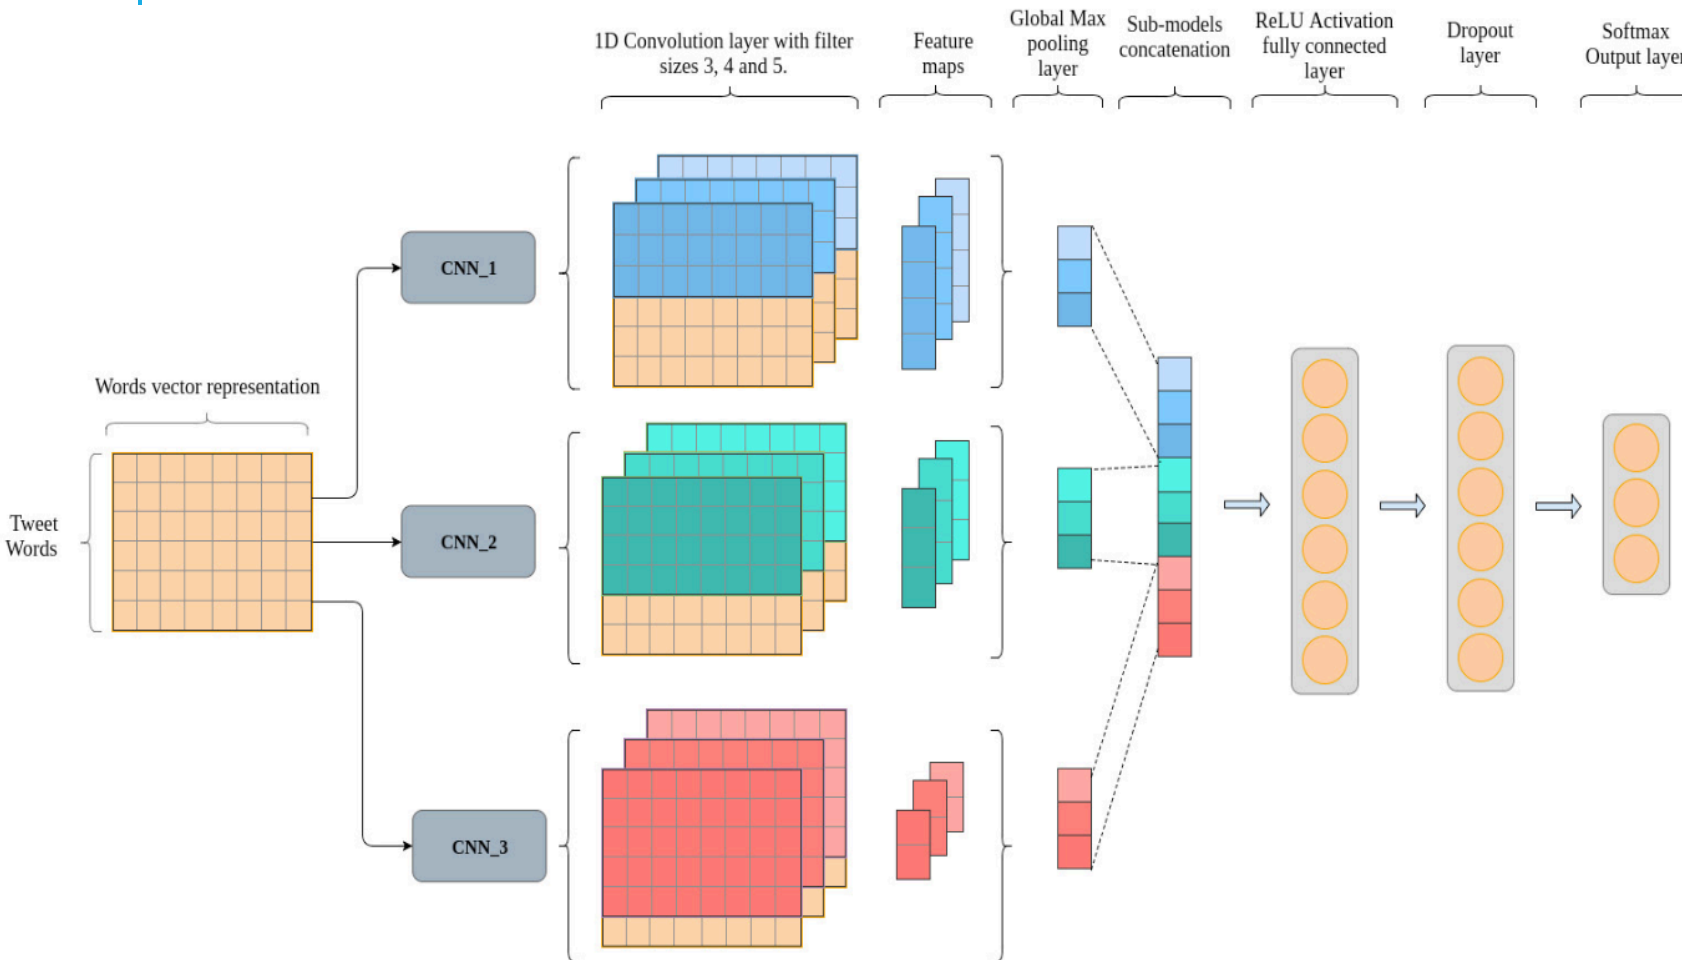 1D Convolution layer with filter
sizes 3, 4 and 5.
Feature
maps
Global Max
pooling
layer
Sub-models
concatenation
ReLU Activation
fully connected
layer
Dropout
layer
Softmax
Output layer
CNN_1
Words vector representation
Tweet
Words
CNN_2
CNN_3